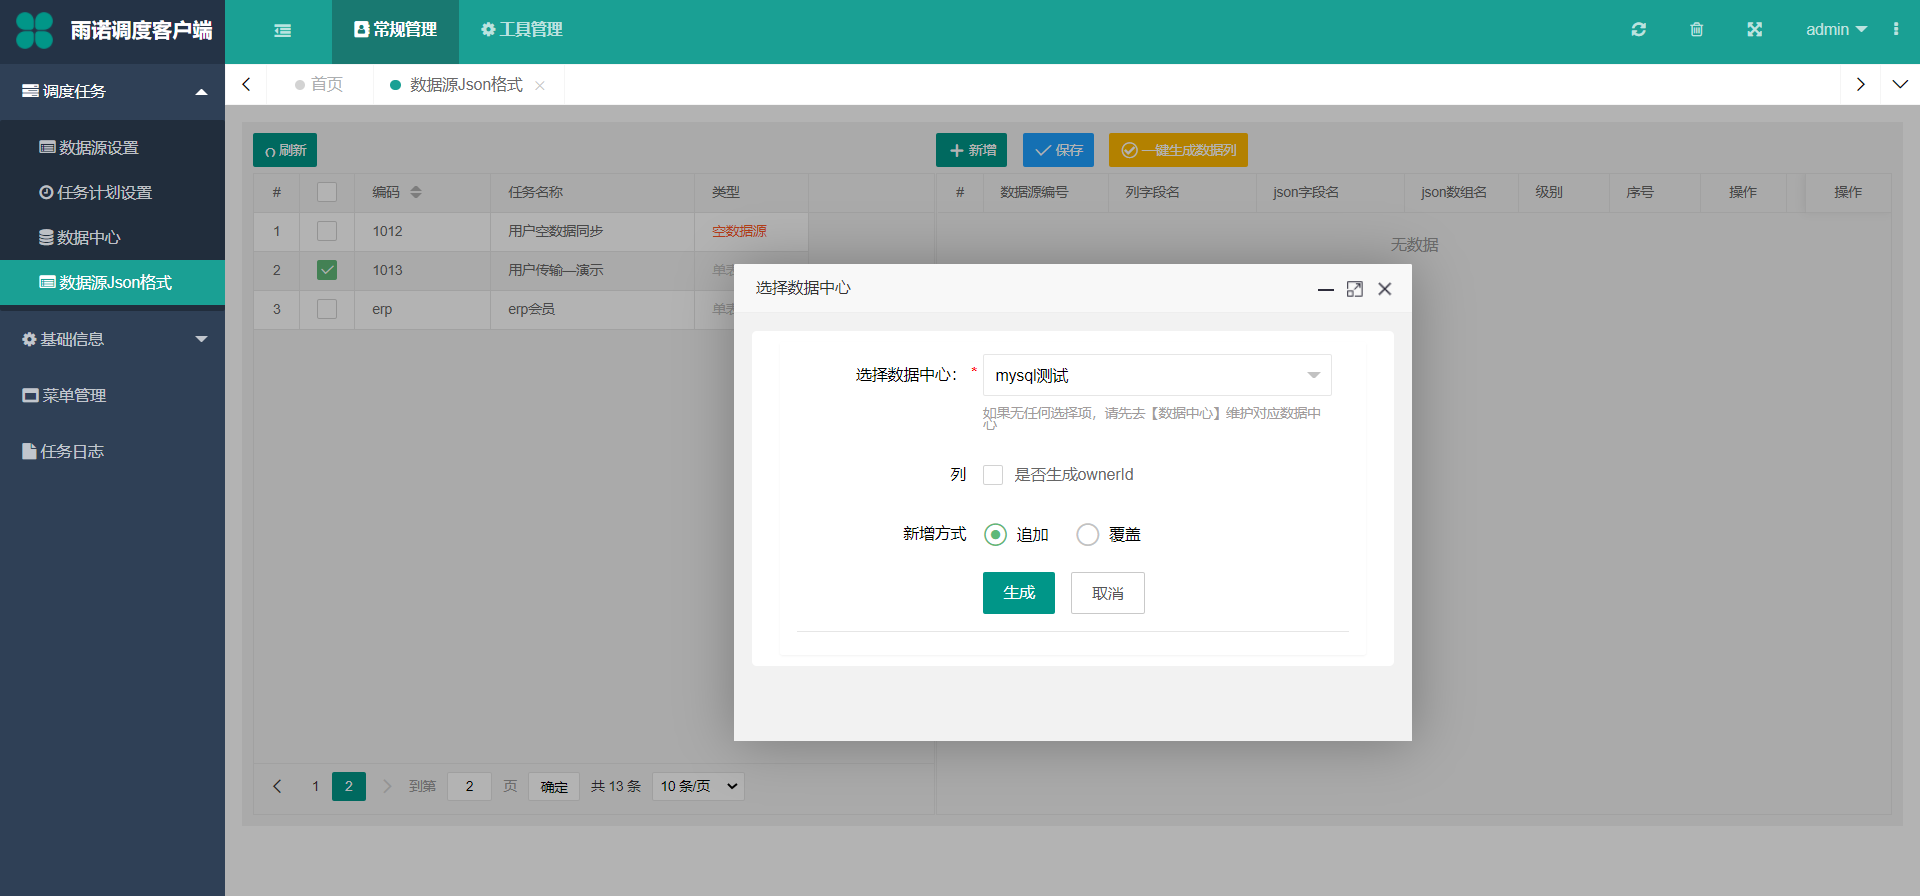 雨诺调度客户端
常规管理
工具管理
admin
调度任务
数据源设置
任务计划设置
数据中心
数据源Json格式
基础信息
菜单管理
任务日志
首页
数据源Json格式
刷新
# 编码 任务名称 类型
1 1012 用户空数据同步 空数据源
2 1013 用户传输—演示 单表
3 erp erp会员 单表
1 2 到第 2 页 确定 共 13 条 10 条/页
新增 保存 一键生成数据列
# 数据源编号 列字段名 json字段名 json数组名 级别 序号 操作 操作
无数据
选择数据中心
选择数据中心： * mysql测试
如果无任何选择项，请先去【数据中心】维护对应数据中
心
列 是否生成ownerId
新增方式 追加 覆盖
生成 取消